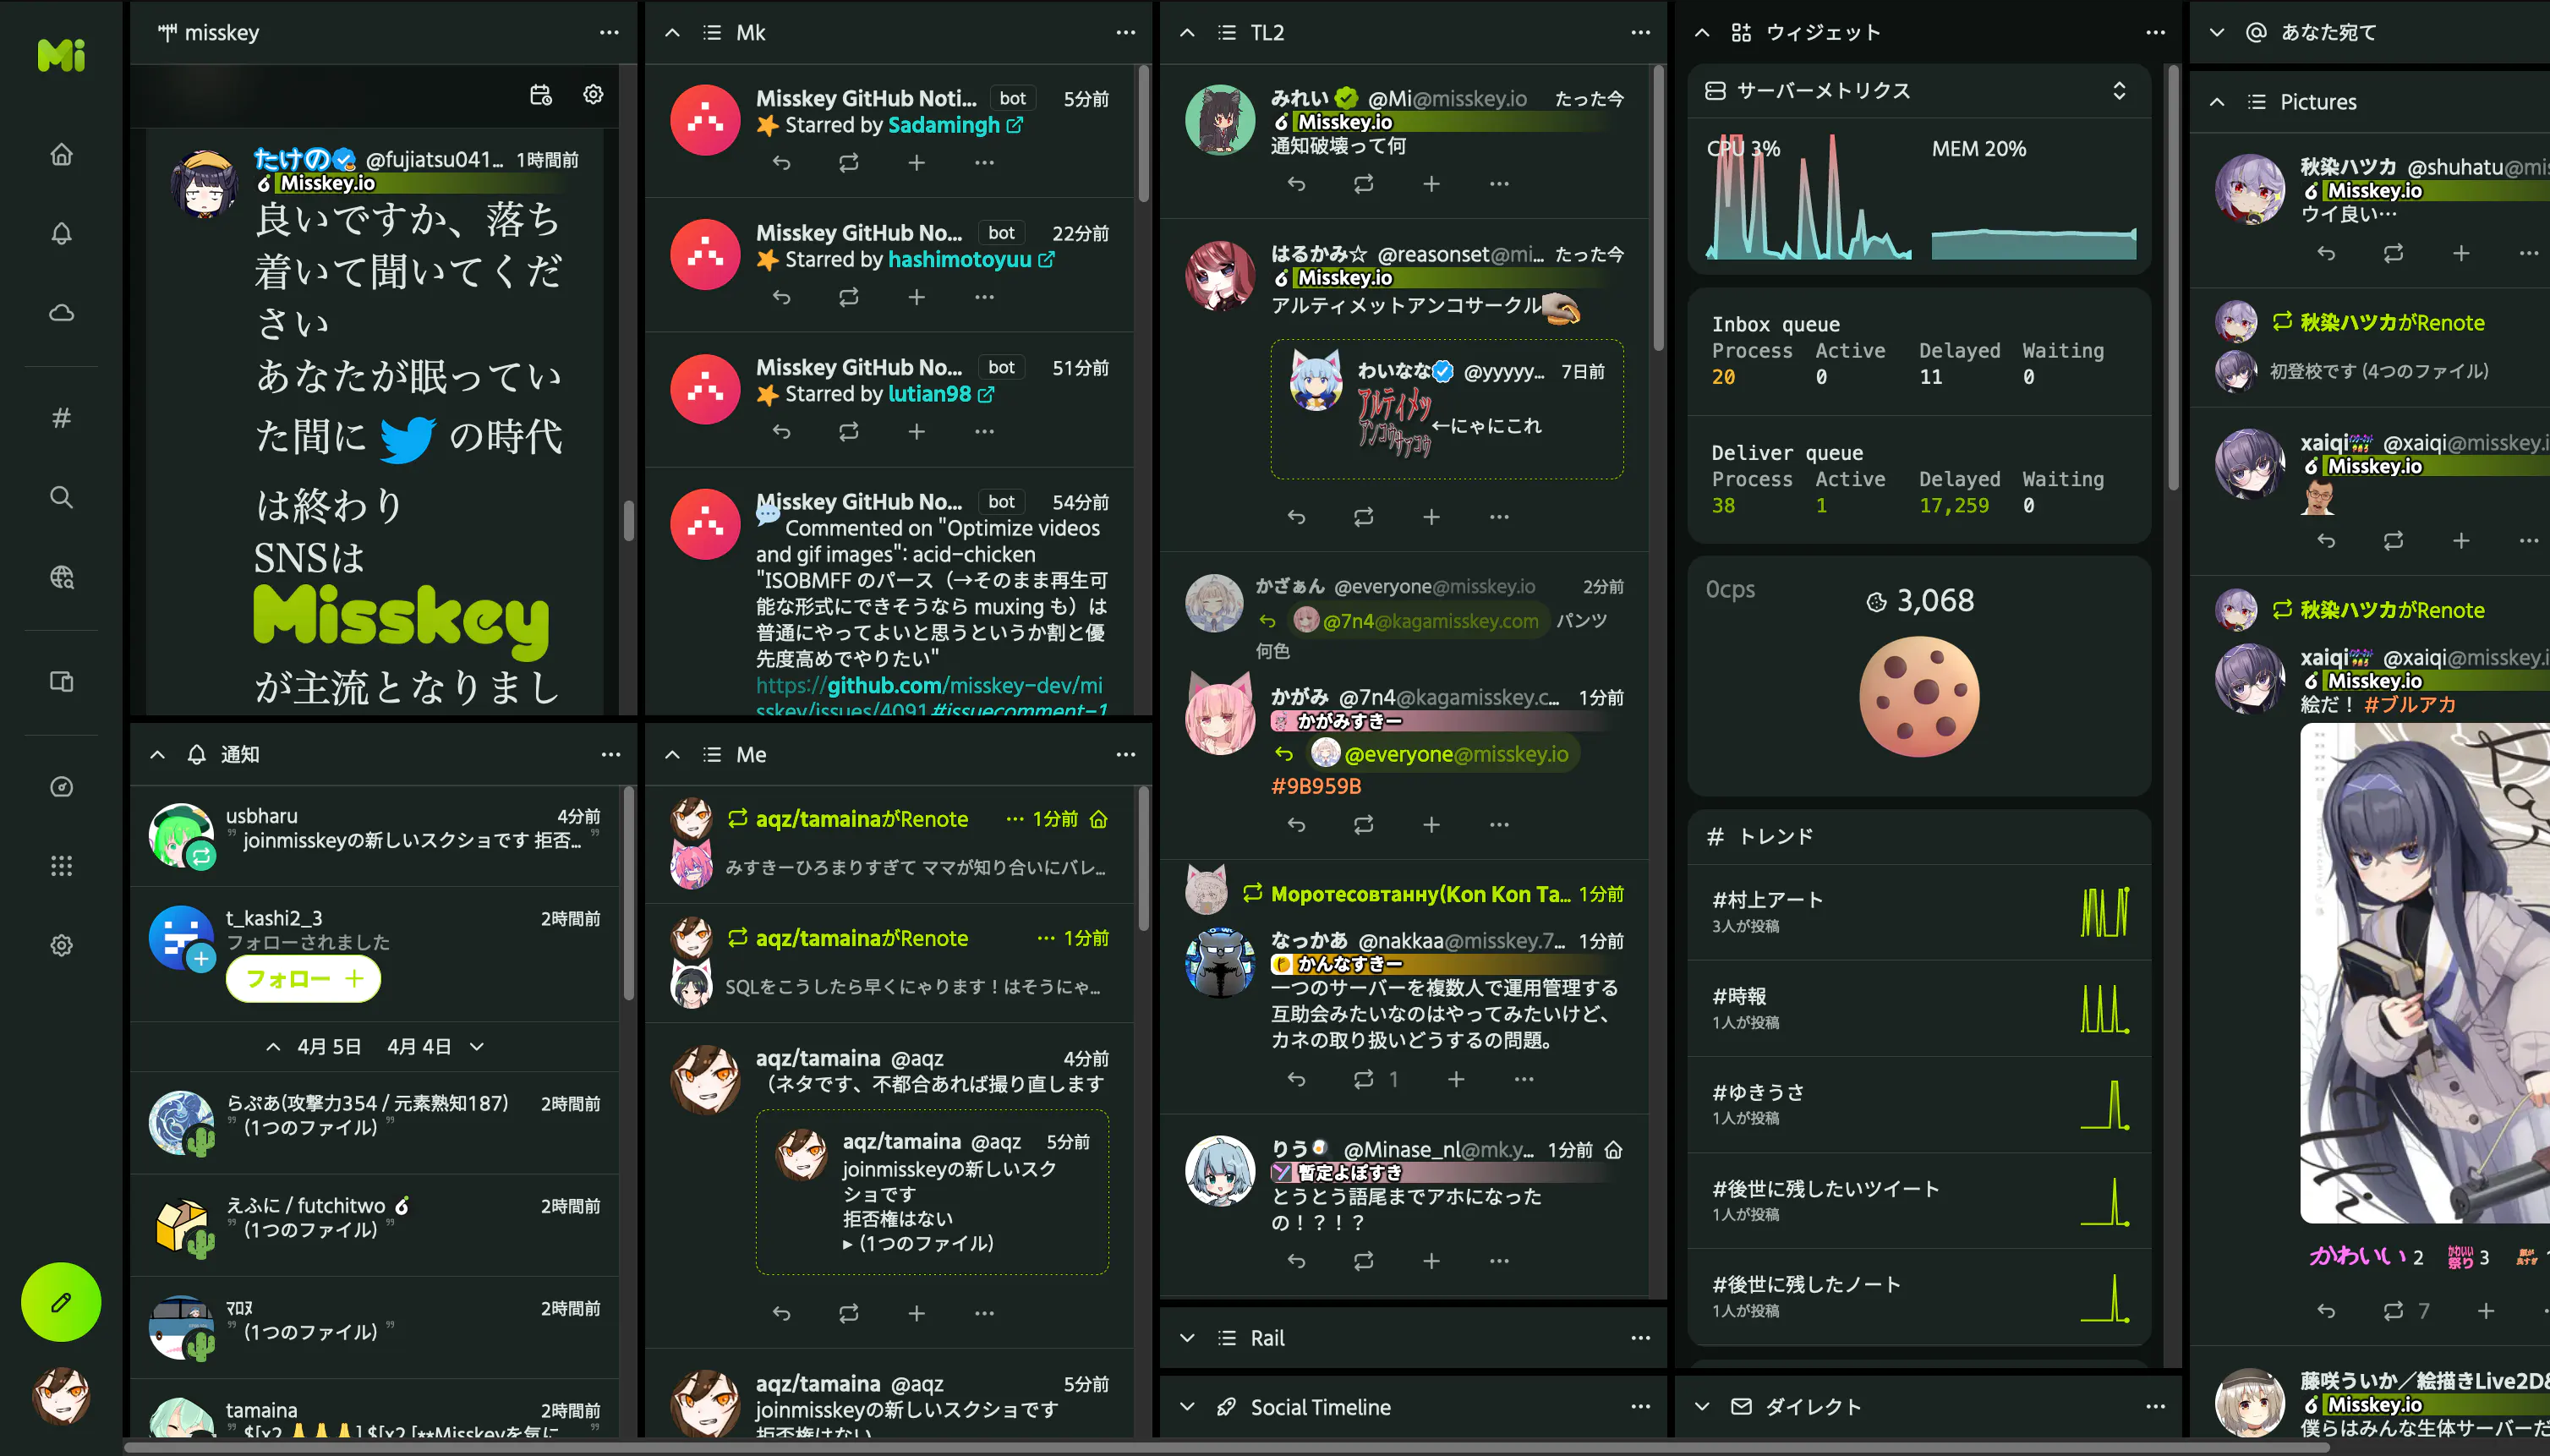 Mi
misskey
たけの @fujiatsu041... 1時間前
Misskey.io
良いですか、落ち
着いて聞いてくだ
さい
あなたが眠ってい
た間に の時代
は終わり
SNSは
Misskey
が主流となりまし
通知
usbharu 4分前
" joinmisskeyの新しいスクショです 拒否... "
t_kashi2_3 2時間前
フォローされました
フォロー +
4月 5日 4月 4日
らぷあ(攻撃力354 / 元素熟知187) 2時間前
" (1つのファイル) "
えふに / futchitwo 2時間前
" (1つのファイル) "
ﾏﾛﾇ 2時間前
" (1つのファイル) "
tamaina 2時間前
Mk
Misskey GitHub Noti... bot 5分前
Starred by Sadamingh
Misskey GitHub No... bot 22分前
Starred by hashimotoyuu
Misskey GitHub No... bot 51分前
Starred by lutian98
Misskey GitHub No... bot 54分前
Commented on "Optimize videos
and gif images": acid-chicken
"ISOBMFF のパース（→そのまま再生可
能な形式にできそうなら muxing も）は
普通にやってよいと思うというか割と優
先度高めでやりたい"
https://github.com/misskey-dev/mi
sskey/issues/4091#issuecomment-1
Me
aqz/tamainaがRenote ... 1分前
みすきーひろまりすぎて ママが知り合いにバレ...
aqz/tamainaがRenote ... 1分前
SQLをこうしたら早くにゃります！はそうにゃ...
aqz/tamaina @aqz 4分前
（ネタです、不都合あれば撮り直します
aqz/tamaina @aqz 5分前
joinmisskeyの新しいスク
ショです
拒否権はない
▸ (1つのファイル)
aqz/tamaina @aqz 5分前
joinmisskeyの新しいスクショです
拒否権はない
TL2
みれい @Mi@misskey.io たった今
Misskey.io
通知破壊って何
はるかみ☆ @reasonset@mi... たった今
Misskey.io
アルティメットアンコサークル
わいなな @yyyyy... 7日前
←にゃにこれ
かざぁん @everyone@misskey.io 2分前
@7n4@kagamisskey.com パンツ
何色
かがみ @7n4@kagamisskey.c... 1分前
かがみすきー
@everyone@misskey.io
#9B959B
Моротесовтанну(Kon Kon Ta... 1分前
なっかあ @nakkaa@misskey.7... 1分前
かんなすきー
一つのサーバーを複数人で運用管理する
互助会みたいなのはやってみたいけど、
カネの取り扱いどうするの問題。
1
りう @Minase_nl@mk.y... 1分前
暫定よぽすき
とうとう語尾までアホになった
の！？！？
Rail
Social Timeline
ウィジェット
サーバーメトリクス
CPU 3% MEM 20%
Inbox queue
Process Active Delayed Waiting
20 0 11 0
Deliver queue
Process Active Delayed Waiting
38 1 17,259 0
0cps
3,068
# トレンド
#村上アート
3人が投稿
#時報
1人が投稿
#ゆきうさ
1人が投稿
#後世に残したいツイート
1人が投稿
#後世に残したノート
1人が投稿
ダイレクト
あなた宛て
Pictures
秋染ハツカ @shuhatu@mis
Misskey.io
ウイ良い…
秋染ハツカがRenote
初登校です (4つのファイル)
xaiqi @xaiqi@misskey.i
Misskey.io
秋染ハツカがRenote
xaiqi @xaiqi@misskey.i
Misskey.io
絵だ！ #ブルアカ
かわいい 2 かわいい祭り 3
7
藤咲ういか／絵描きLive2D&
Misskey.io
僕らはみんな生体サーバーだ